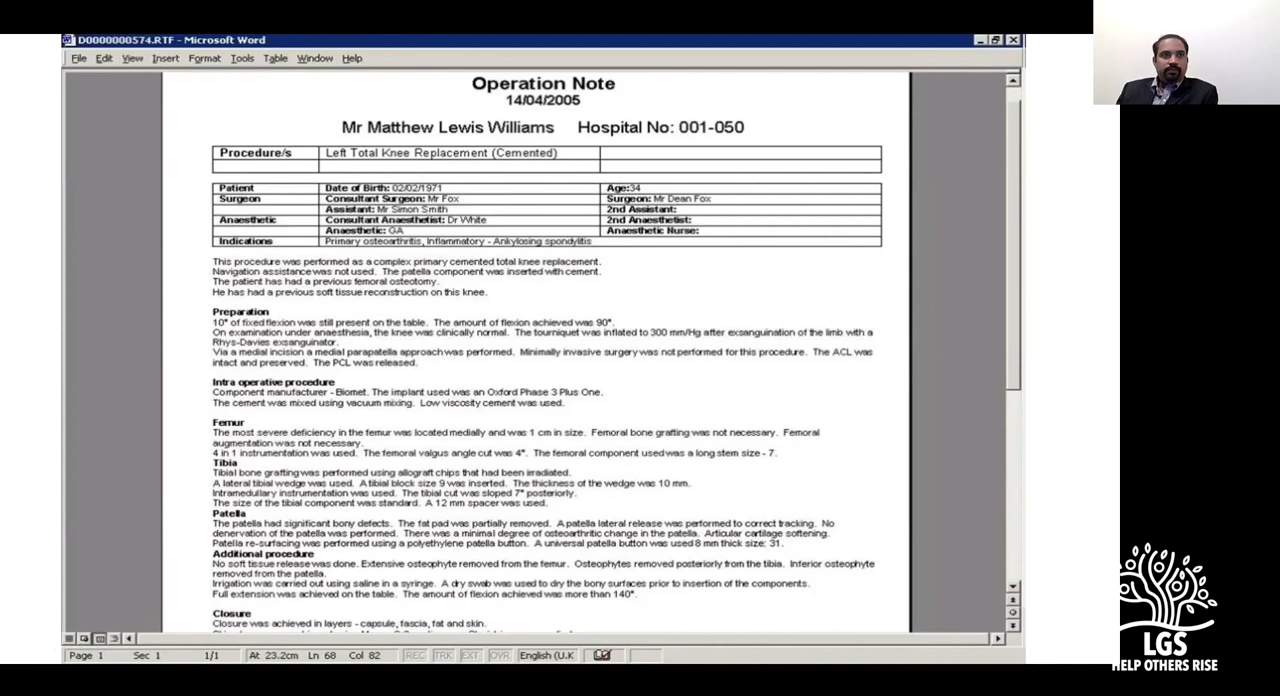 D0000000574.RTF - Microsoft Word
File Edit View Insert Format Tools Table Window Help
Operation Note
14/04/2005
Mr Matthew Lewis Williams Hospital No: 001-050
Procedure/s Left Total Knee Replacement (Cemented)
Patient Date of Birth: 02/02/1971 Age:34
Surgeon Consultant Surgeon: Mr Fox Surgeon: Mr Dean Fox
Assistant: Mr Simon Smith 2nd Assistant:
Anaesthetic Consultant Anaesthetist: Dr White 2nd Anaesthetist:
Anaesthetic: GA Anaesthetic Nurse:
Indications Primary osteoarthritis, Inflammatory - Ankylosing spondylitis
This procedure was performed as a complex primary cemented total knee replacement.
Navigation assistance was not used. The patella component was inserted with cement.
The patient has had a previous femoral osteotomy.
He has had a previous soft tissue reconstruction on this knee.
Preparation
10° of fixed flexion was still present on the table. The amount of flexion achieved was 90°.
On examination under anaesthesia, the knee was clinically normal. The tourniquet was inflated to 300 mm/Hg after exsanguination of the limb with a
Rhys-Davies exsanguinator.
Via a medial incision a medial parapatella approach was performed. Minimally invasive surgery was not performed for this procedure. The ACL was
intact and preserved. The PCL was released.
Intra operative procedure
Component manufacturer - Biomet. The implant used was an Oxford Phase 3 Plus One.
The cement was mixed using vacuum mixing. Low viscosity cement was used.
Femur
The most severe deficiency in the femur was located medially and was 1 cm in size. Femoral bone grafting was not necessary. Femoral
augmentation was not necessary.
4 in 1 instrumentation was used. The femoral valgus angle cut was 4°. The femoral component used was a long stem size - 7.
Tibia
Tibial bone grafting was performed using allograft chips that had been irradiated.
A lateral tibial wedge was used. A tibial block size 9 was inserted. The thickness of the wedge was 10 mm.
Intramedullary instrumentation was used. The tibial cut was sloped 7° posteriorly.
The size of the tibial component was standard. A 12 mm spacer was used.
Patella
The patella had significant bony defects. The fat pad was partially removed. A patella lateral release was performed to correct tracking. No
denervation of the patella was performed. There was a minimal degree of osteoarthritic change in the patella. Articular cartilage softening.
Patella re-surfacing was performed using a polyethylene patella button. A universal patella button was used 8 mm thick size: 31.
Additional procedure
No soft tissue release was done. Extensive osteophyte removed from the femur. Osteophytes removed posteriorly from the tibia. Inferior osteophyte
removed from the patella.
Irrigation was carried out using saline in a syringe. A dry swab was used to dry the bony surfaces prior to insertion of the components.
Full extension was achieved on the table. The amount of flexion achieved was more than 140°.
Closure
Closure was achieved in layers - capsule, fascia, fat and skin.
Page 1 Sec 1 1/1 At 23.2cm Ln 68 Col 82 REC TRK EXT OVR English (U.K
LGS
HELP OTHERS RISE